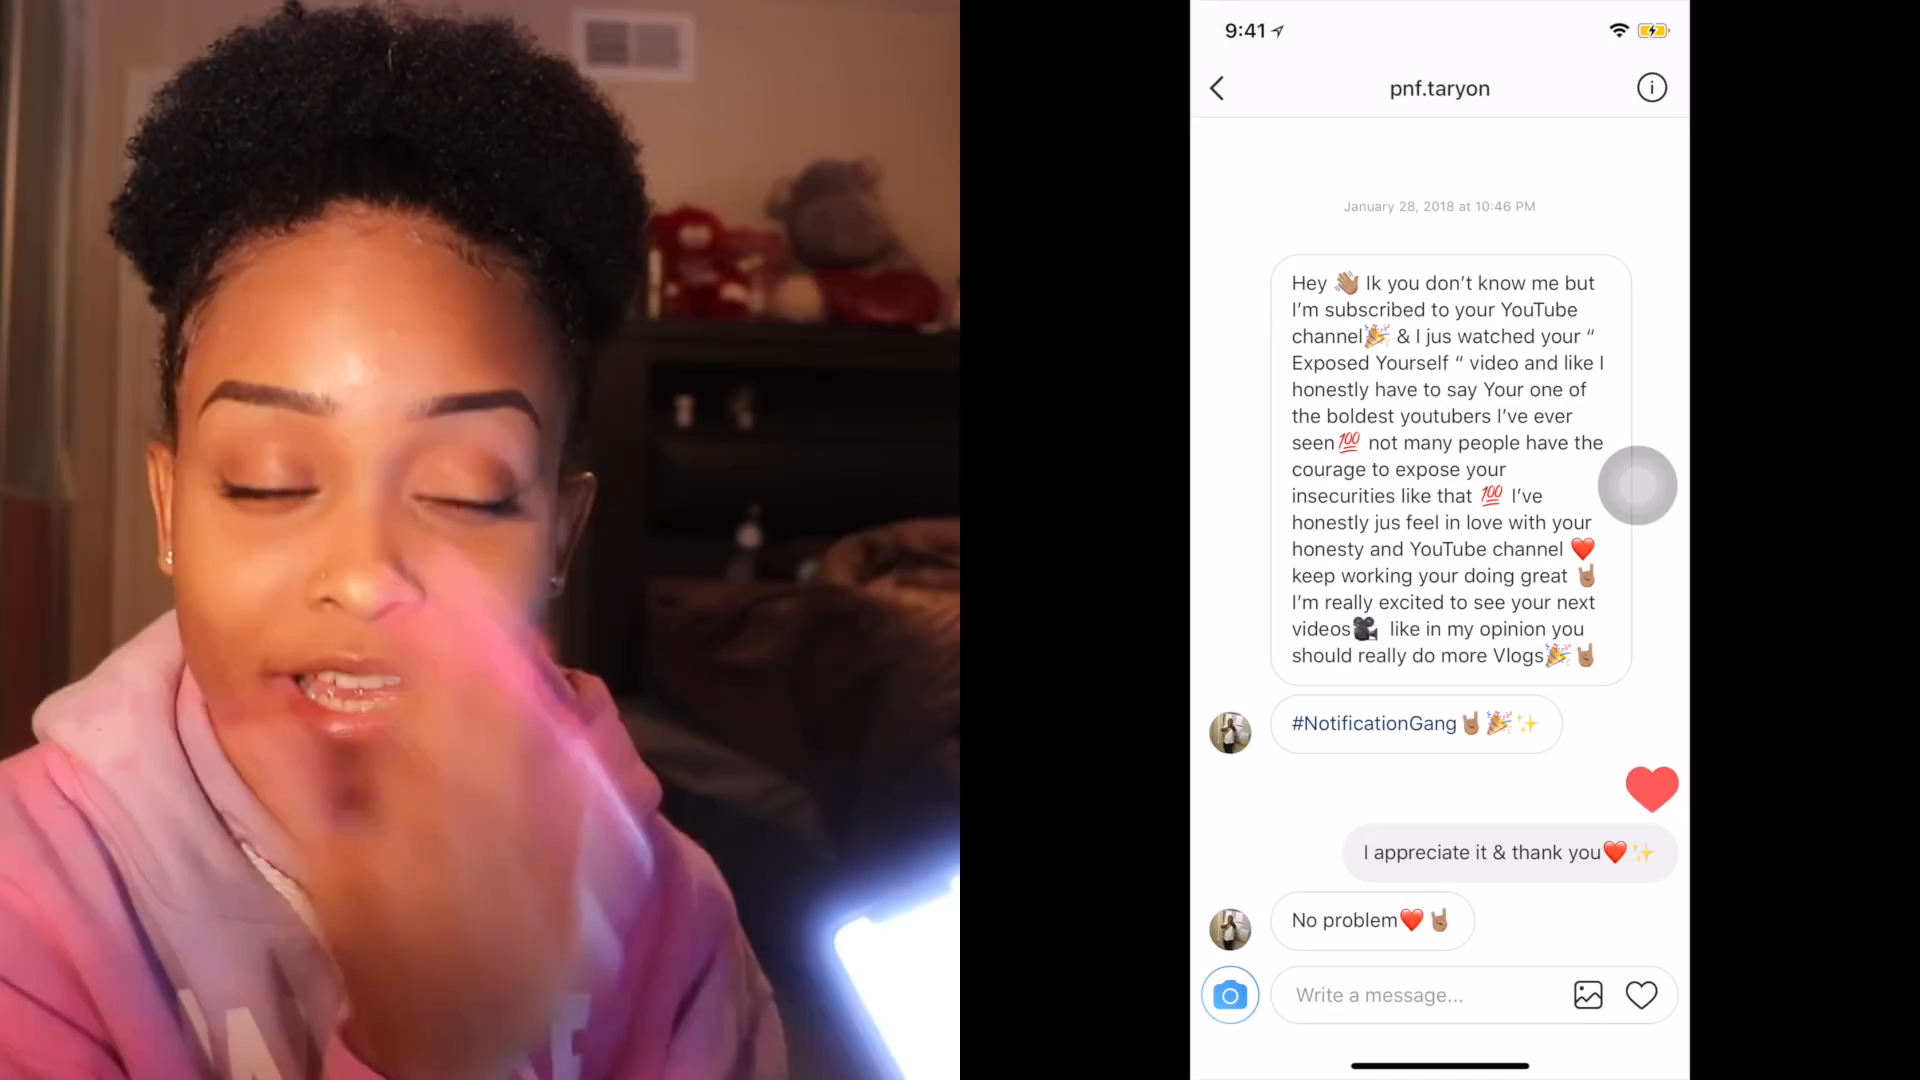 9:41
pnf.taryon
January 28, 2018 at 10:46 PM
Hey 👋🏽 Ik you don’t know me but
I’m subscribed to your YouTube
channel🎉 & I jus watched your “
Exposed Yourself “ video and like I
honestly have to say Your one of
the boldest youtubers I’ve ever
seen💯 not many people have the
courage to expose your
insecurities like that 💯 I’ve
honestly jus feel in love with your
honesty and YouTube channel ❤️
keep working your doing great 🤘🏽
I’m really excited to see your next
videos🎥 like in my opinion you
should really do more Vlogs🎉🤘🏽
#NotificationGang🤘🏽🎉✨
I appreciate it & thank you❤️✨
No problem❤️🤘🏽
Write a message...